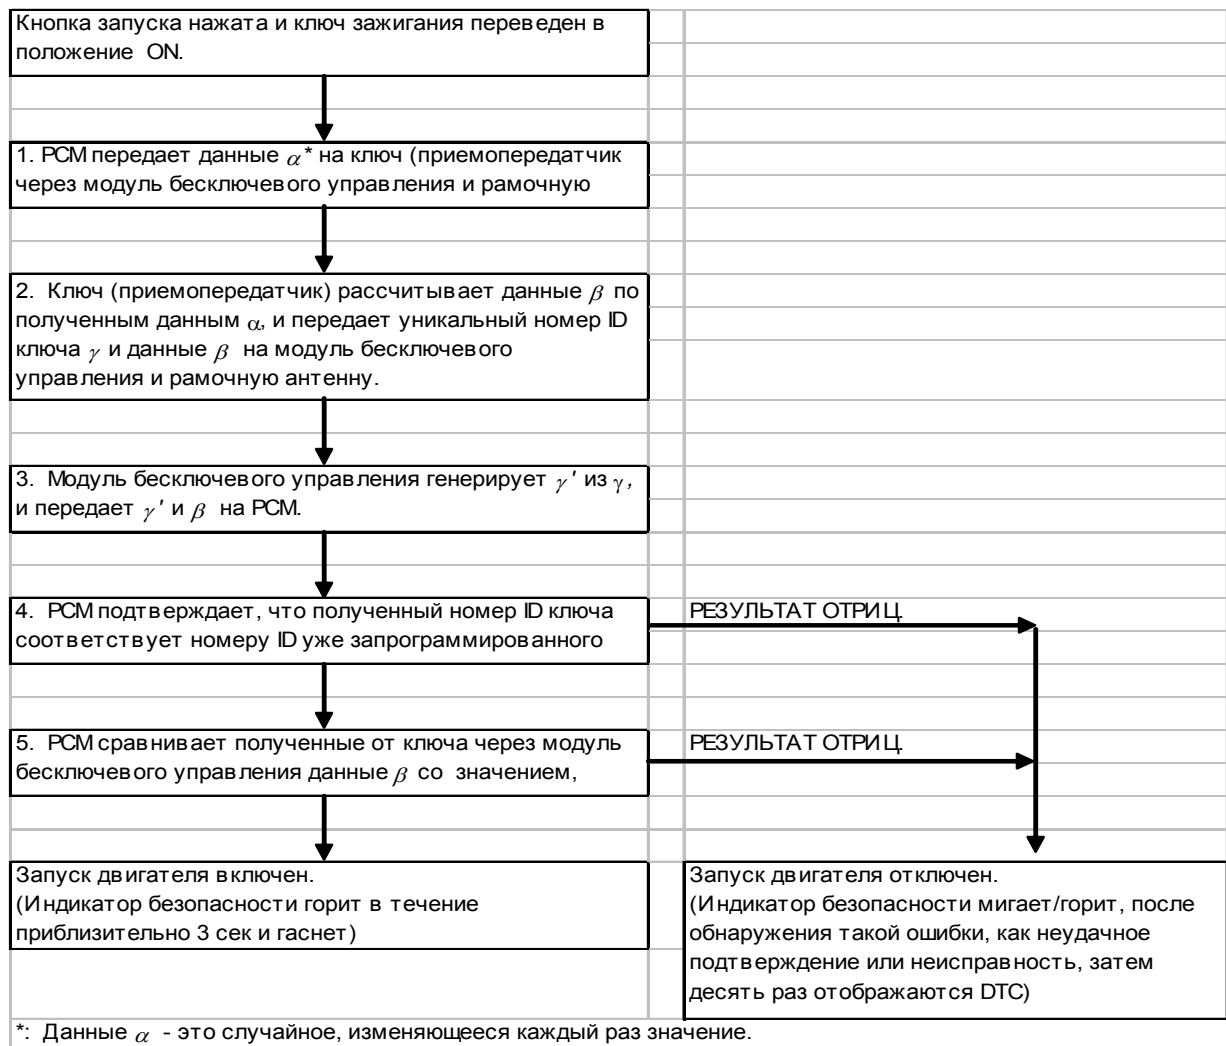 Кнопка запуска нажата и ключ зажигания переведен в
положение ON.
1. PCM передает данные α* на ключ (приемопередатчик
через модуль бесключевого управления и рамочную
2. Ключ (приемопередатчик) рассчитывает данные β по
полученным данным α, и передает уникальный номер ID
ключа γ и данные β на модуль бесключевого
управления и рамочную антенну.
3. Модуль бесключевого управления генерирует γ' из γ,
и передает γ' и β на PCM.
4. PCM подтверждает, что полученный номер ID ключа
соответствует номеру ID уже запрограммированного
РЕЗУЛЬТАТ ОТРИЦ.
5. PCM сравнивает полученные от ключа через модуль
бесключевого управления данные β со значением,
РЕЗУЛЬТАТ ОТРИЦ.
Запуск двигателя включен.
(Индикатор безопасности горит в течение
приблизительно 3 сек и гаснет)
Запуск двигателя отключен.
(Индикатор безопасности мигает/горит, после
обнаружения такой ошибки, как неудачное
подтверждение или неисправность, затем
десять раз отображаются DTC)
*: Данные α - это случайное, изменяющееся каждый раз значение.